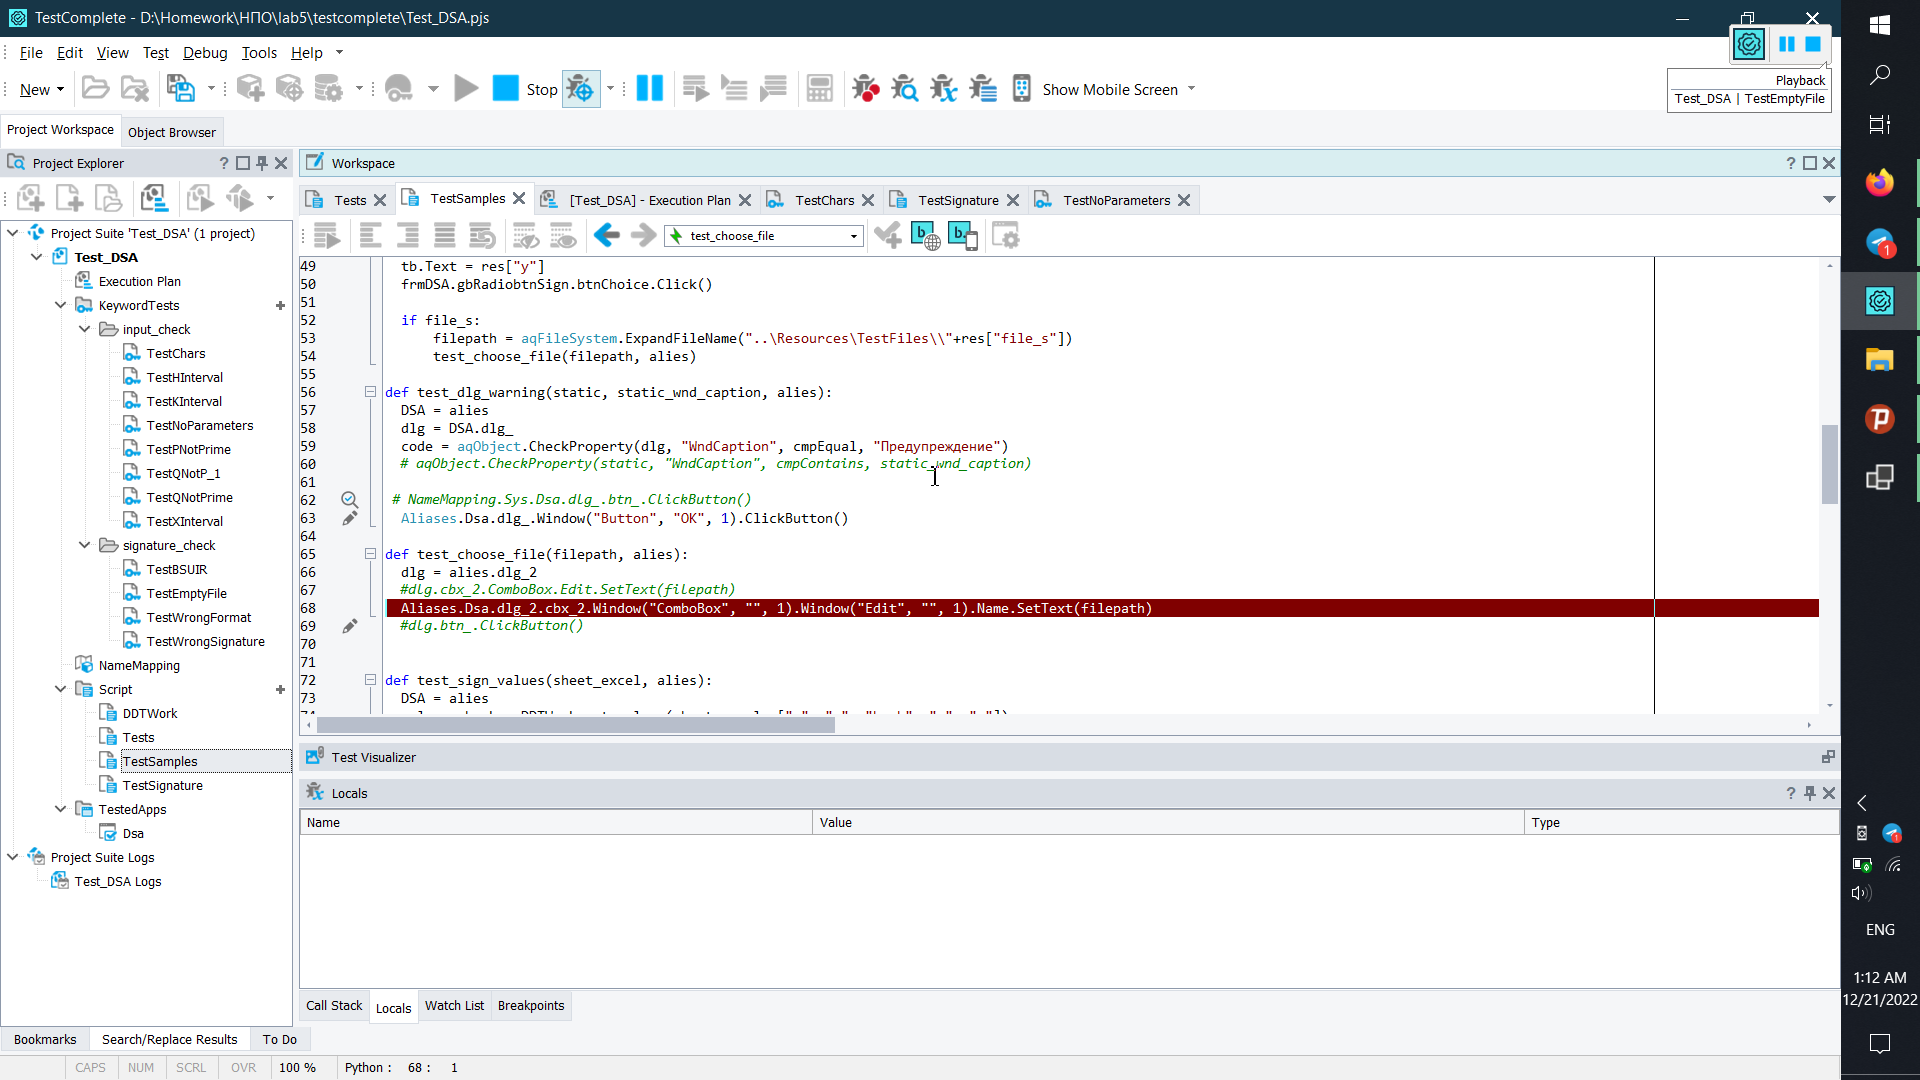 TestComplete - D:\Homework\НПО\lab5\testcomplete\Test_DSA.pjs
File Edit View Test Debug Tools Help
New Stop Show Mobile Screen
Playback
Test_DSA | TestEmptyFile
Project Workspace Object Browser
Project Explorer
Project Suite 'Test_DSA' (1 project)
Test_DSA
Execution Plan
KeywordTests
input_check
TestChars
TestHInterval
TestKInterval
TestNoParameters
TestPNotPrime
TestQNotP_1
TestQNotPrime
TestXInterval
signature_check
TestBSUIR
TestEmptyFile
TestWrongFormat
TestWrongSignature
NameMapping
Script
DDTWork
Tests
TestSamples
TestSignature
TestedApps
Dsa
Project Suite Logs
Test_DSA Logs
Workspace
Tests TestSamples [Test_DSA] - Execution Plan TestChars TestSignature TestNoParameters
test_choose_file
49 tb.Text = res["y"]
50 frmDSA.gbRadiobtnSign.btnChoice.Click()
51
52 if file_s:
53 filepath = aqFileSystem.ExpandFileName("..\Resources\TestFiles\\"+res["file_s"])
54 test_choose_file(filepath, alies)
55
56 def test_dlg_warning(static, static_wnd_caption, alies):
57 DSA = alies
58 dlg = DSA.dlg_
59 code = aqObject.CheckProperty(dlg, "WndCaption", cmpEqual, "Предупреждение")
60 # aqObject.CheckProperty(static, "WndCaption", cmpContains, static_wnd_caption)
61
62 # NameMapping.Sys.Dsa.dlg_.btn_.ClickButton()
63 Aliases.Dsa.dlg_.Window("Button", "OK", 1).ClickButton()
64
65 def test_choose_file(filepath, alies):
66 dlg = alies.dlg_2
67 #dlg.cbx_2.ComboBox.Edit.SetText(filepath)
68 Aliases.Dsa.dlg_2.cbx_2.Window("ComboBox", "", 1).Window("Edit", "", 1).Name.SetText(filepath)
69 #dlg.btn_.ClickButton()
70
71
72 def test_sign_values(sheet_excel, alies):
73 DSA = alies
Test Visualizer
Locals
Name Value Type
Call Stack Locals Watch List Breakpoints
Bookmarks Search/Replace Results To Do
CAPS NUM SCRL OVR 100 % Python : 68 : 1
1
1
ENG
1:12 AM
12/21/2022